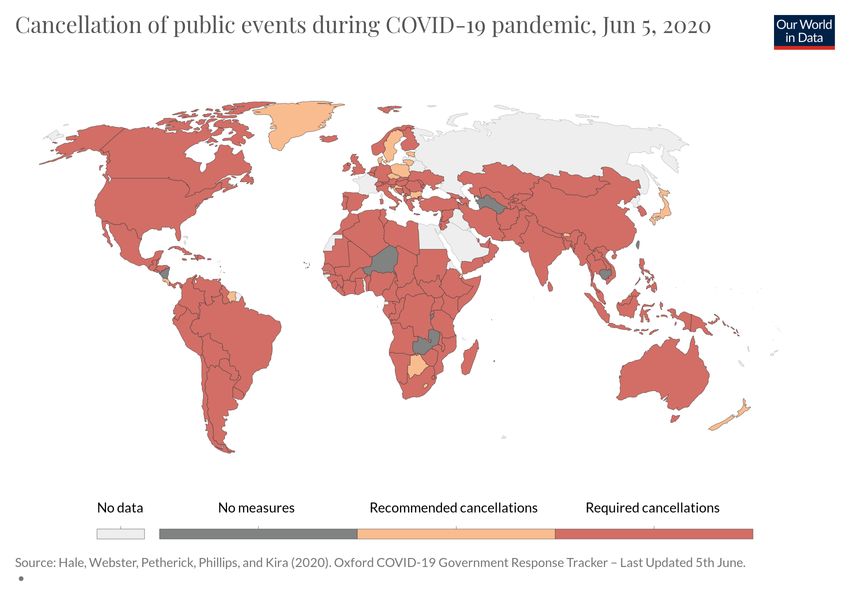 Cancellation of public events during COVID-19 pandemic, Jun 5, 2020
Our World
in Data
No data
No measures
Recommended cancellations
Required cancellations
Source: Hale, Webster, Petherick, Phillips, and Kira (2020). Oxford COVID-19 Government Response Tracker – Last Updated 5th June.
•